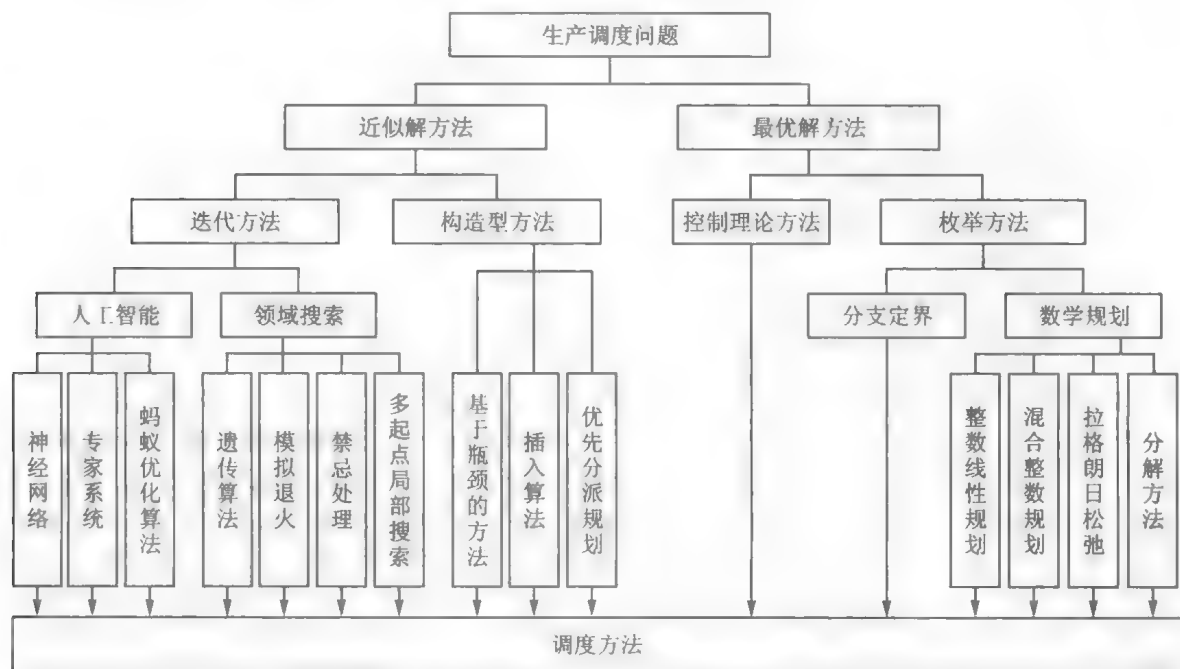 生产调度问题
近似解方法
最优解方法
迭代方法
构造型方法
控制理论方法
枚举方法
人工智能
领域搜索
分支定界
数学规划
神经网络
专家系统
蚂蚁优化算法
遗传算法
模拟退火
禁忌处理
多起点局部搜索
基于瓶颈的方法
插入算法
优先分派规划
整数线性规划
混合整数规划
拉格朗日松弛
分解方法
调度方法